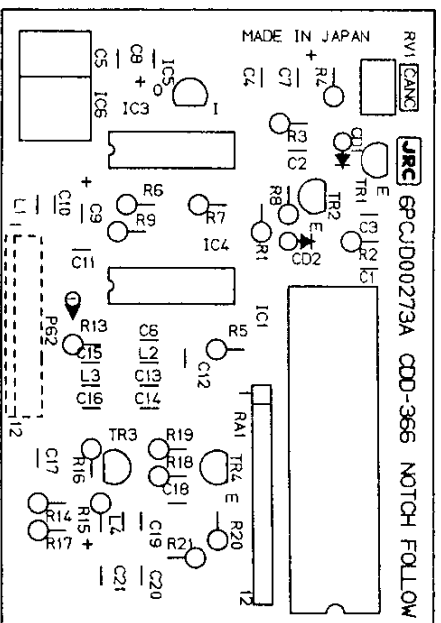 MADE IN JAPAN
RV1
CANC
C5
C8
IC5
IC6
IC3
I
C4
C7
R4
R3
C2
CD1
JRC 6PCJD00273A CDD-366 NOTCH FOLLOW
L1
C10
C9
R6
R9
R7
R8
TR2
E
TR1
E
C3
R2
C1
C11
IC4
R1
CD2
1
P62
R13
C6
C15
L2
L3
C13
C16
C14
C12
R5
IC1
RA1
12
C17
R16
TR3
R19
R18
C18
TR4
E
R14
R17
R15
L4
C19
R21
R20
C21
C20
12